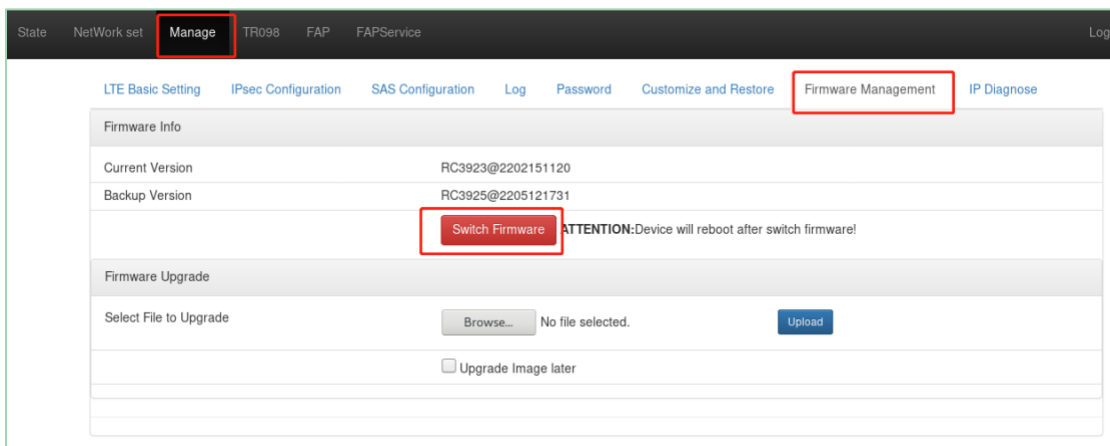 State NetWork set Manage TR098 FAP FAPService Log
LTE Basic Setting IPsec Configuration SAS Configuration Log Password Customize and Restore Firmware Management IP Diagnose
Firmware Info
Current Version RC3923@2202151120
Backup Version RC3925@2205121731
Switch Firmware ATTENTION:Device will reboot after switch firmware!
Firmware Upgrade
Select File to Upgrade Browse... No file selected. Upload
Upgrade Image later